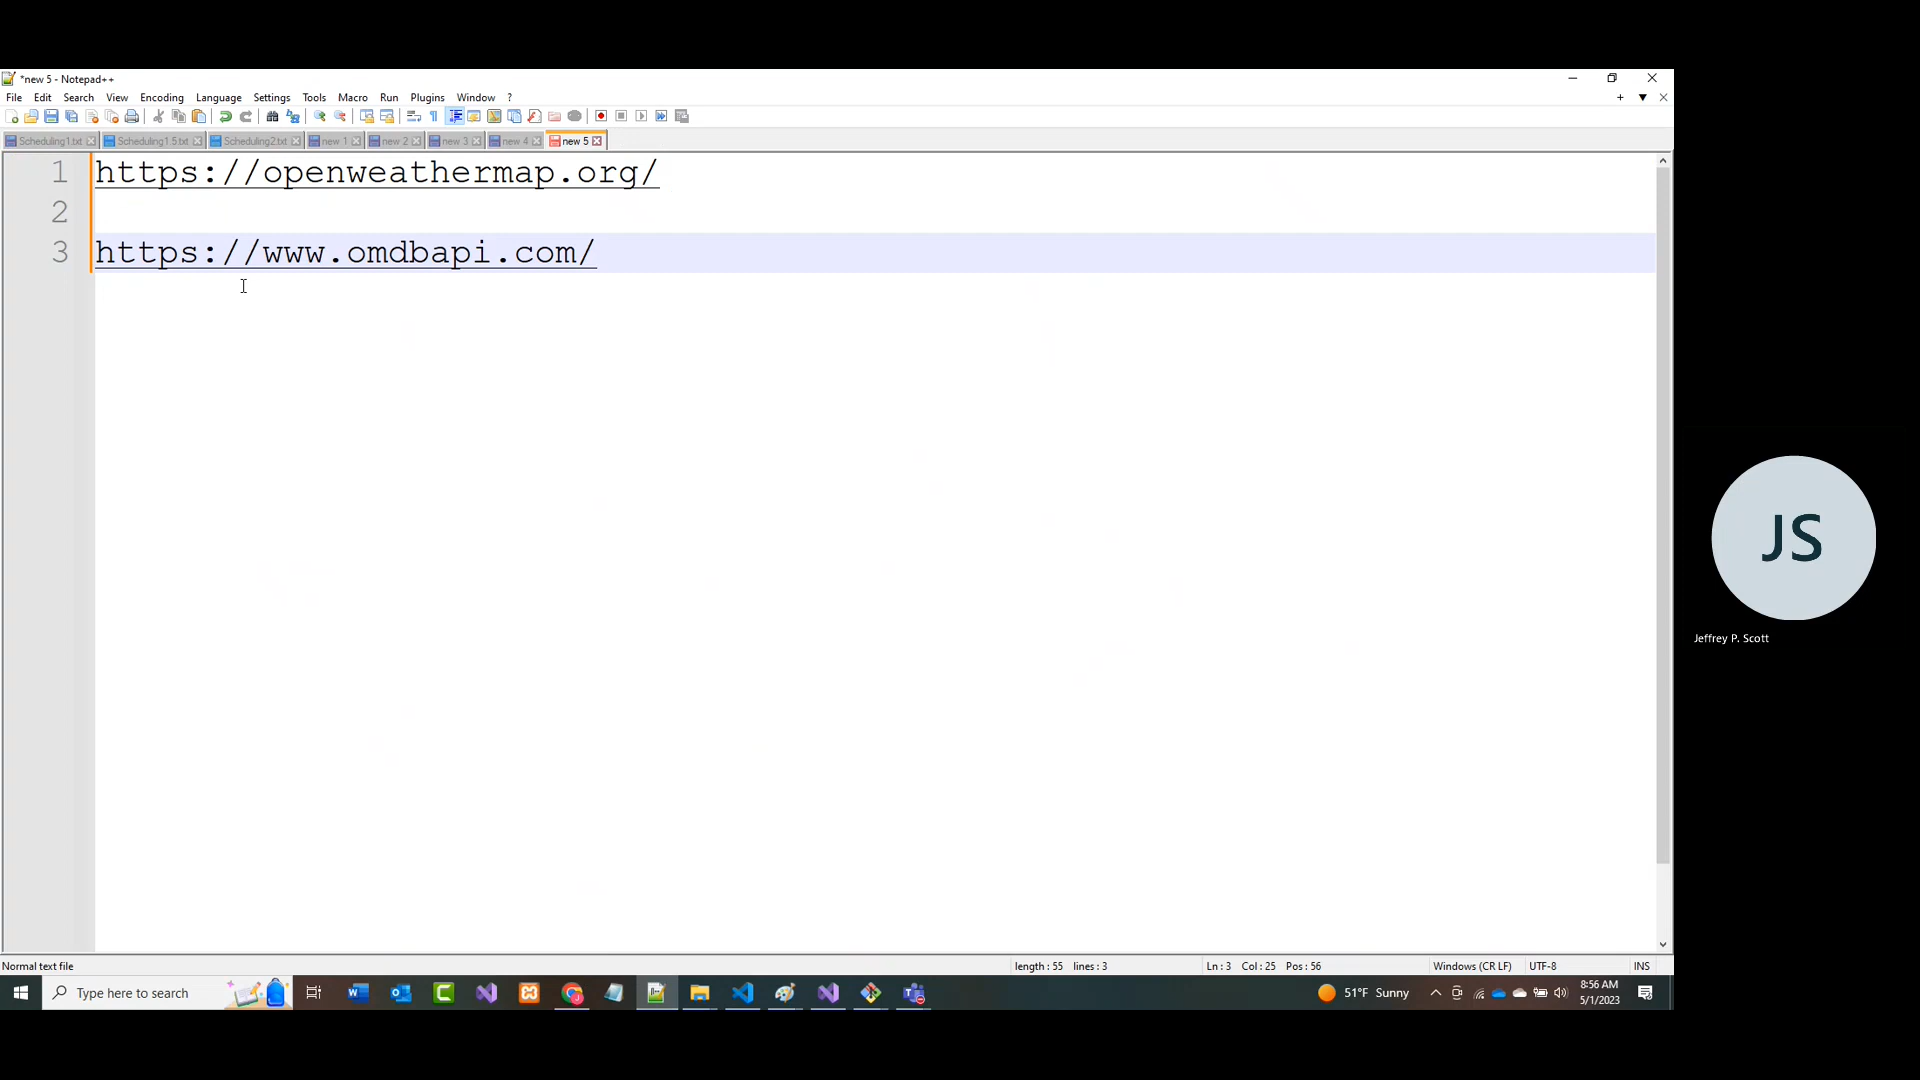 *new 5 - Notepad++
File Edit Search View Encoding Language Settings Tools Macro Run Plugins Window ?
Scheduling1.txt Scheduling1.5.txt Scheduling2.txt new 1 new 2 new 3 new 4 new 5
1 https://openweathermap.org/
2
3 https://www.omdbapi.com/
JS
Jeffrey P. Scott
Normal text file length : 55 lines : 3 Ln : 3 Col : 25 Pos : 56 Windows (CR LF) UTF-8 INS
Type here to search 51°F Sunny 8:56 AM
5/1/2023